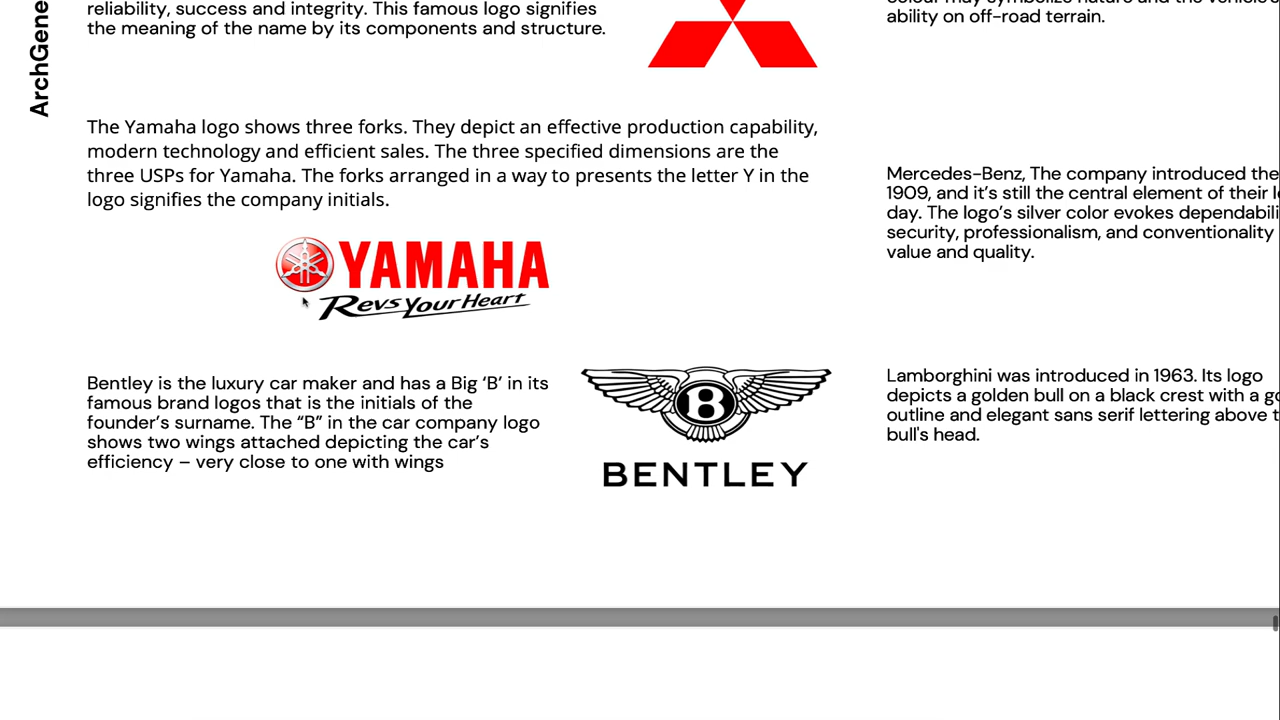 ArchGene
reliability, success and integrity. This famous logo signifies
the meaning of the name by its components and structure.
The Yamaha logo shows three forks. They depict an effective production capability,
modern technology and efficient sales. The three specified dimensions are the
three USPs for Yamaha. The forks arranged in a way to presents the letter Y in the
logo signifies the company initials.
YAMAHA
Revs Your Heart
Bentley is the luxury car maker and has a Big ‘B’ in its
famous brand logos that is the initials of the
founder’s surname. The “B” in the car company logo
shows two wings attached depicting the car’s
efficiency – very close to one with wings
B
BENTLEY
ability on off-road terrain.
Mercedes-Benz, The company introduced the
1909, and it’s still the central element of their
day. The logo’s silver color evokes dependabili
security, professionalism, and conventionality
value and quality.
Lamborghini was introduced in 1963. Its logo
depicts a golden bull on a black crest with a go
outline and elegant sans serif lettering above t
bull's head.